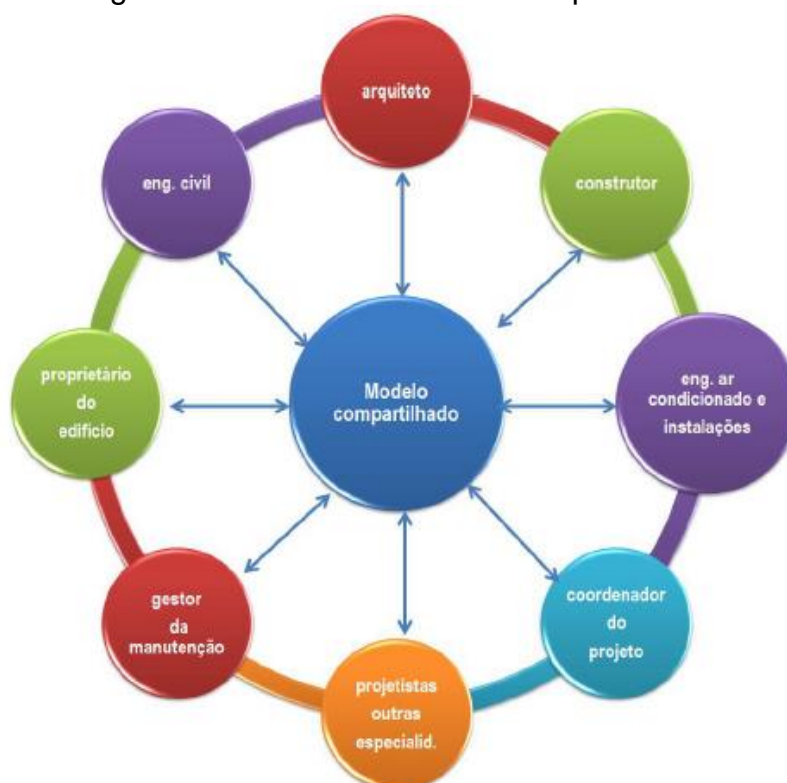 arquiteto
construtor
eng. civil
eng. ar
condicionado e
instalações
Modelo
compartilhado
proprietário
do
edifício
coordenador
do
projeto
gestor
da
manutenção
projetistas
outras
especialid.